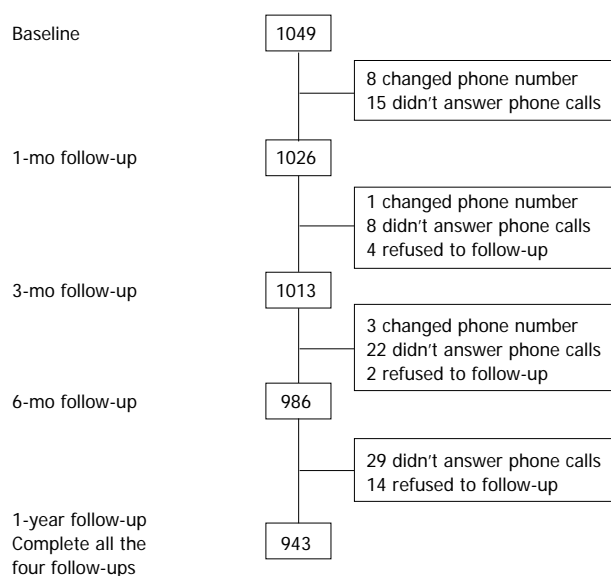 Baseline
1049
8 changed phone number
15 didn't answer phone calls
1-mo follow-up
1026
1 changed phone number
8 didn't answer phone calls
4 refused to follow-up
3-mo follow-up
1013
3 changed phone number
22 didn't answer phone calls
2 refused to follow-up
6-mo follow-up
986
29 didn't answer phone calls
14 refused to follow-up
1-year follow-up
Complete all the
four follow-ups
943